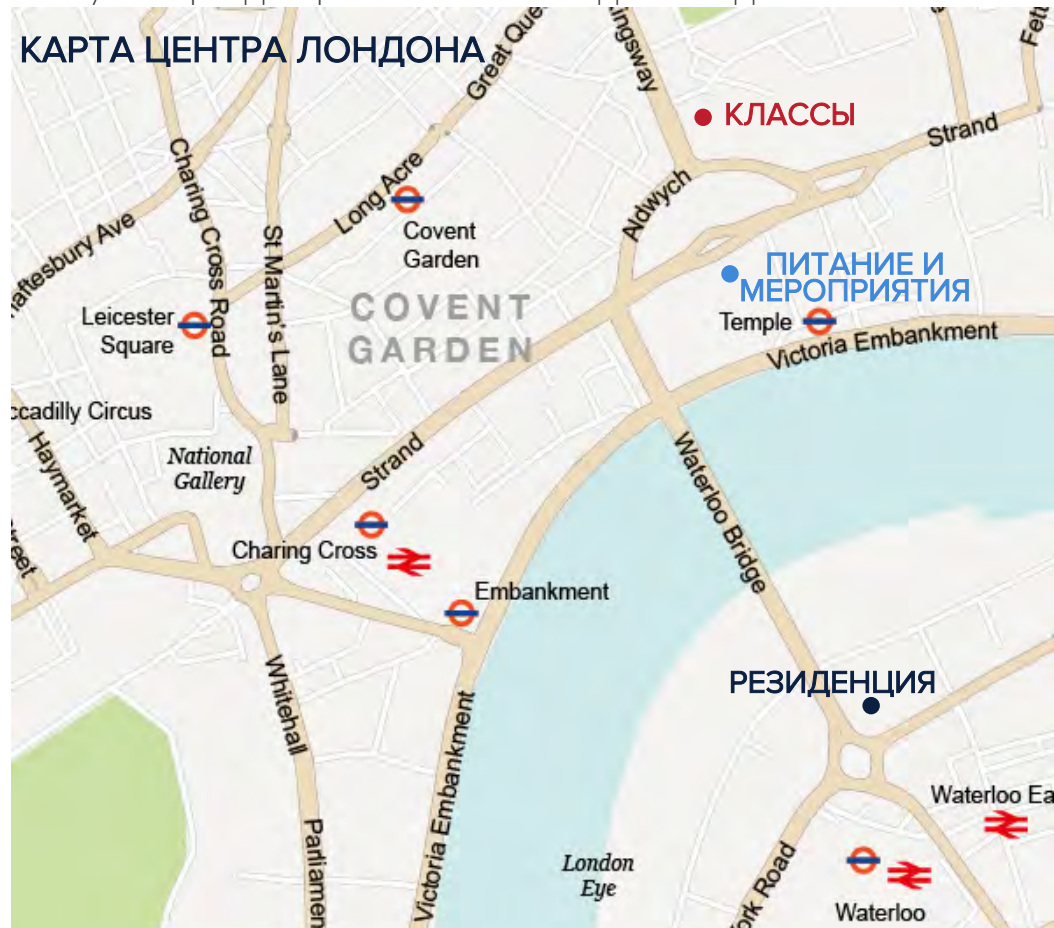 КАРТА ЦЕНТРА ЛОНДОНА
Great Que
ingsway
КЛАССЫ
Fett
Strand
Charing Cross Road
Long Acre
Aldwych
St Martin's Lane
haftesbury Ave
Covent
Garden
COVENT
GARDEN
ПИТАНИЕ И
МЕРОПРИЯТИЯ
Leicester
Square
Temple
Victoria Embankment
ccadilly Circus
Haymarket
National
Gallery
Strand
Waterloo Bridge
treet
Charing Cross
Embankment
Whitehall
РЕЗИДЕНЦИЯ
Victoria Embankment
Waterloo Ea
Parliamen
London
Eye
ork Road
Waterloo